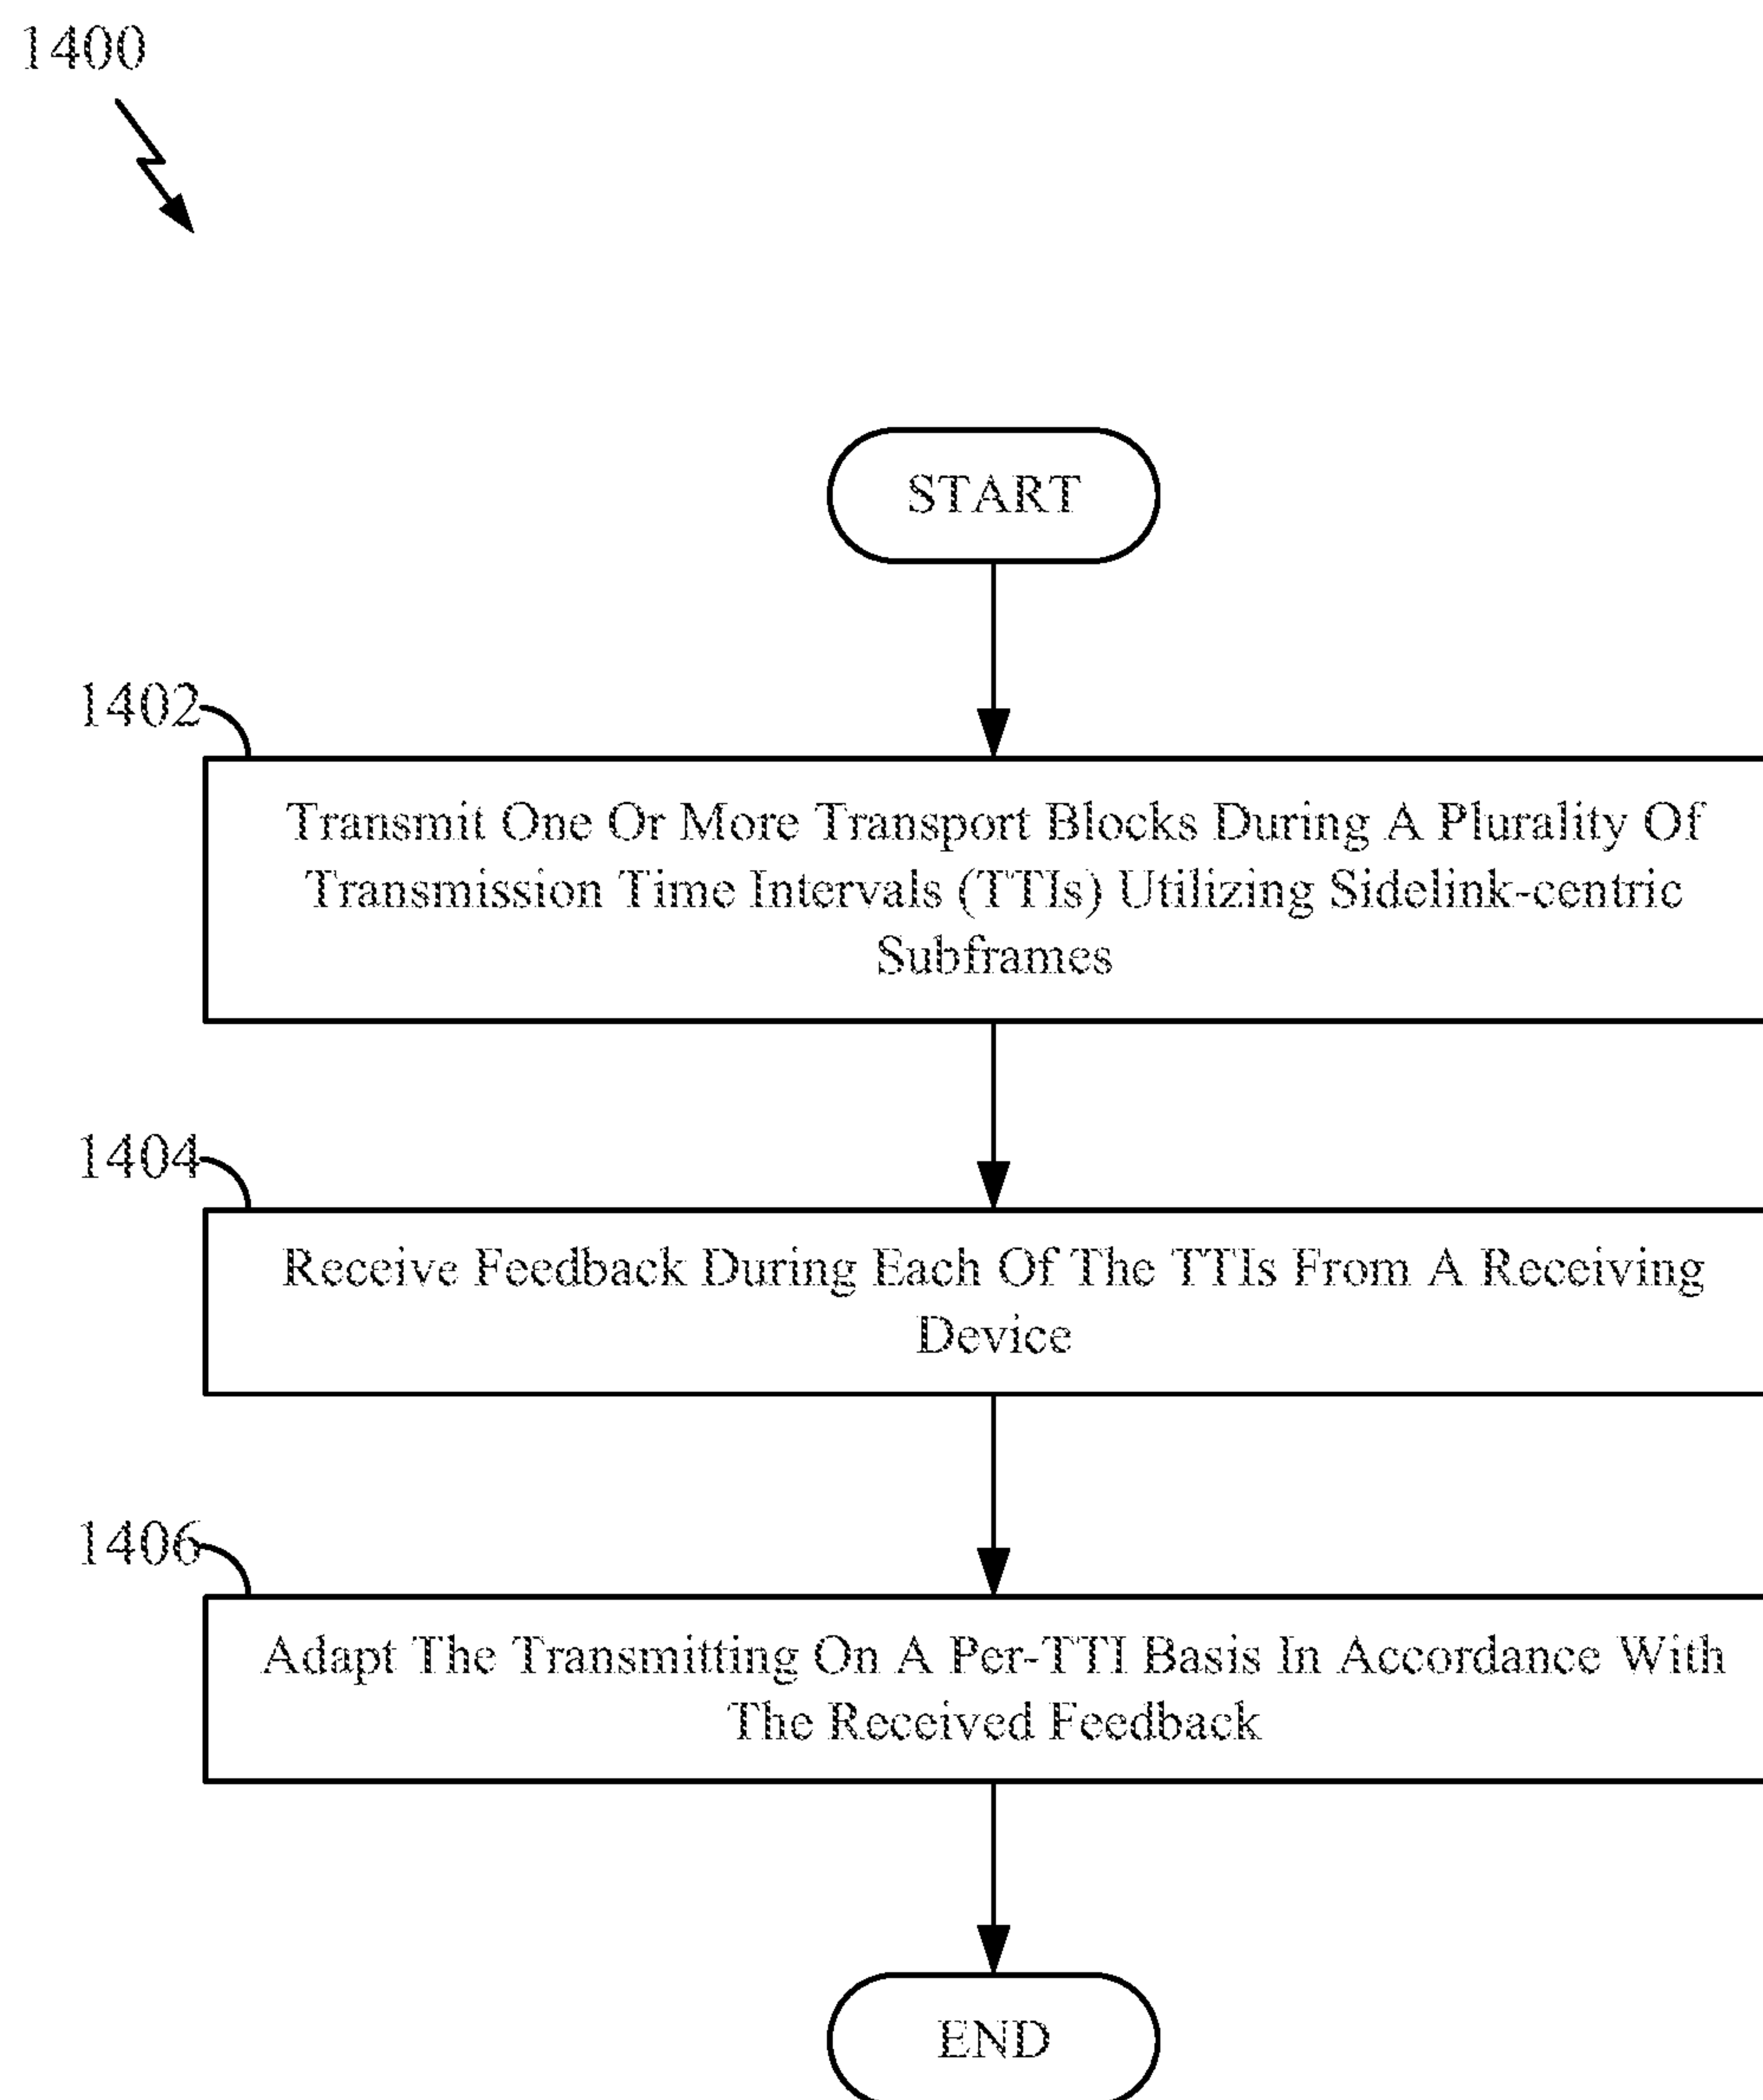 1400
START
1402
Transmit One Or More Transport Blocks During A Plurality Of
Transmission Time Intervals (TTIs) Utilizing Sidelink-centric
Subframes
1404
Receive Feedback During Each Of The TTIs From A Receiving
Device
1406
Adapt The Transmitting On A Per-TTI Basis In Accordance With
The Received Feedback
END